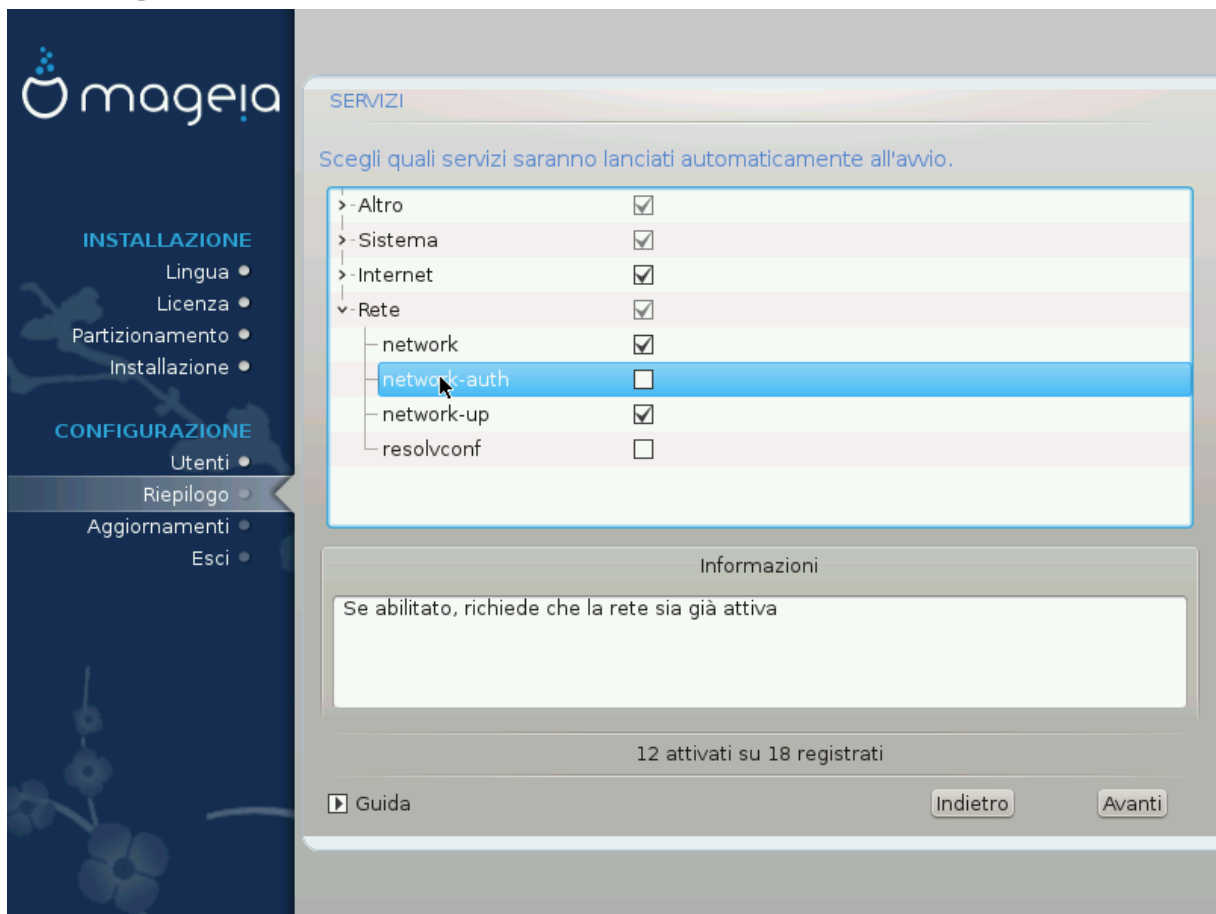 mageia
INSTALLAZIONE
Lingua
Licenza
Partizionamento
Installazione
CONFIGURAZIONE
Utenti
Riepilogo
Aggiornamenti
Esci
SERVIZI
Scegli quali servizi saranno lanciati automaticamente all'avvio.
Altro
Sistema
Internet
Rete
network
network-auth
network-up
resolvconf
Informazioni
Se abilitato, richiede che la rete sia già attiva
12 attivati su 18 registrati
Guida
Indietro
Avanti